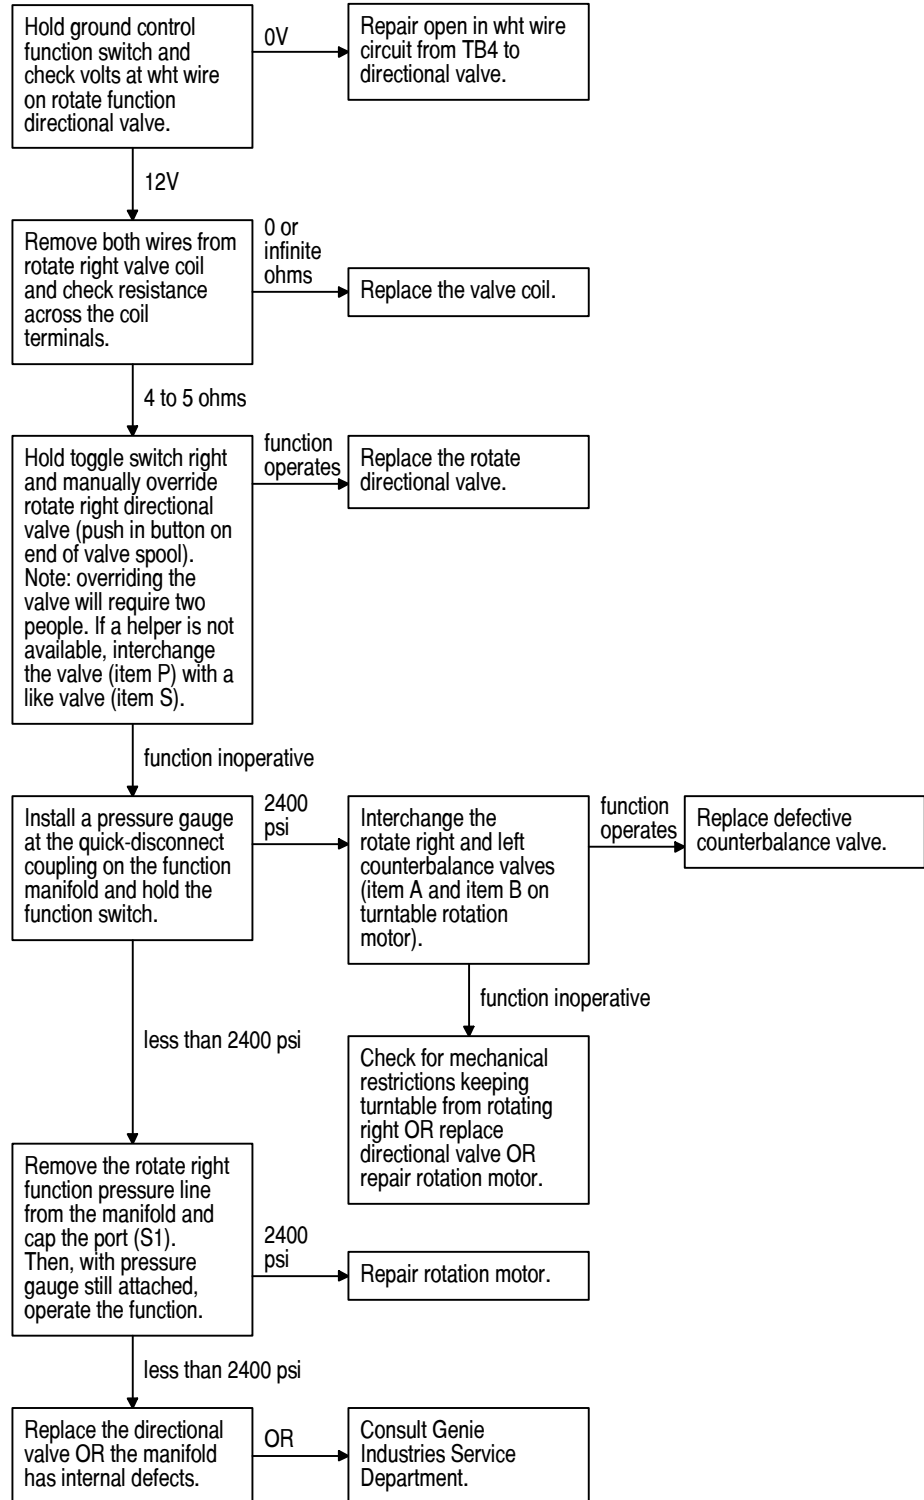 Hold ground control
function switch and
check volts at wht wire
on rotate function
directional valve.
0V
Repair open in wht wire
circuit from TB4 to
directional valve.
12V
Remove both wires from
rotate right valve coil
and check resistance
across the coil
terminals.
0 or
infinite
ohms
Replace the valve coil.
4 to 5 ohms
Hold toggle switch right
and manually override
rotate right directional
valve (push in button on
end of valve spool).
Note: overriding the
valve will require two
people. If a helper is not
available, interchange
the valve (item P) with a
like valve (item S).
function
operates
Replace the rotate
directional valve.
function inoperative
Install a pressure gauge
at the quick-disconnect
coupling on the function
manifold and hold the
function switch.
2400
psi
Interchange the
rotate right and left
counterbalance valves
(item A and item B on
turntable rotation
motor).
function
operates
Replace defective
counterbalance valve.
function inoperative
Check for mechanical
restrictions keeping
turntable from rotating
right OR replace
directional valve OR
repair rotation motor.
less than 2400 psi
Remove the rotate right
function pressure line
from the manifold and
cap the port (S1).
Then, with pressure
gauge still attached,
operate the function.
2400
psi
Repair rotation motor.
less than 2400 psi
Replace the directional
valve OR the manifold
has internal defects.
OR
Consult Genie
Industries Service
Department.